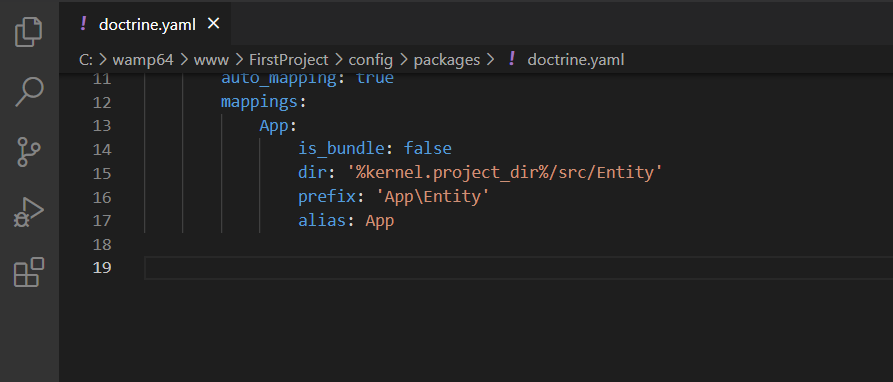 ! doctrine.yaml ×
C: > wamp64 > www > FirstProject > config > packages > ! doctrine.yaml
11 auto_mapping: true
12 mappings:
13 App:
14 is_bundle: false
15 dir: '%kernel.project_dir%/src/Entity'
16 prefix: 'App\Entity'
17 alias: App
18
19